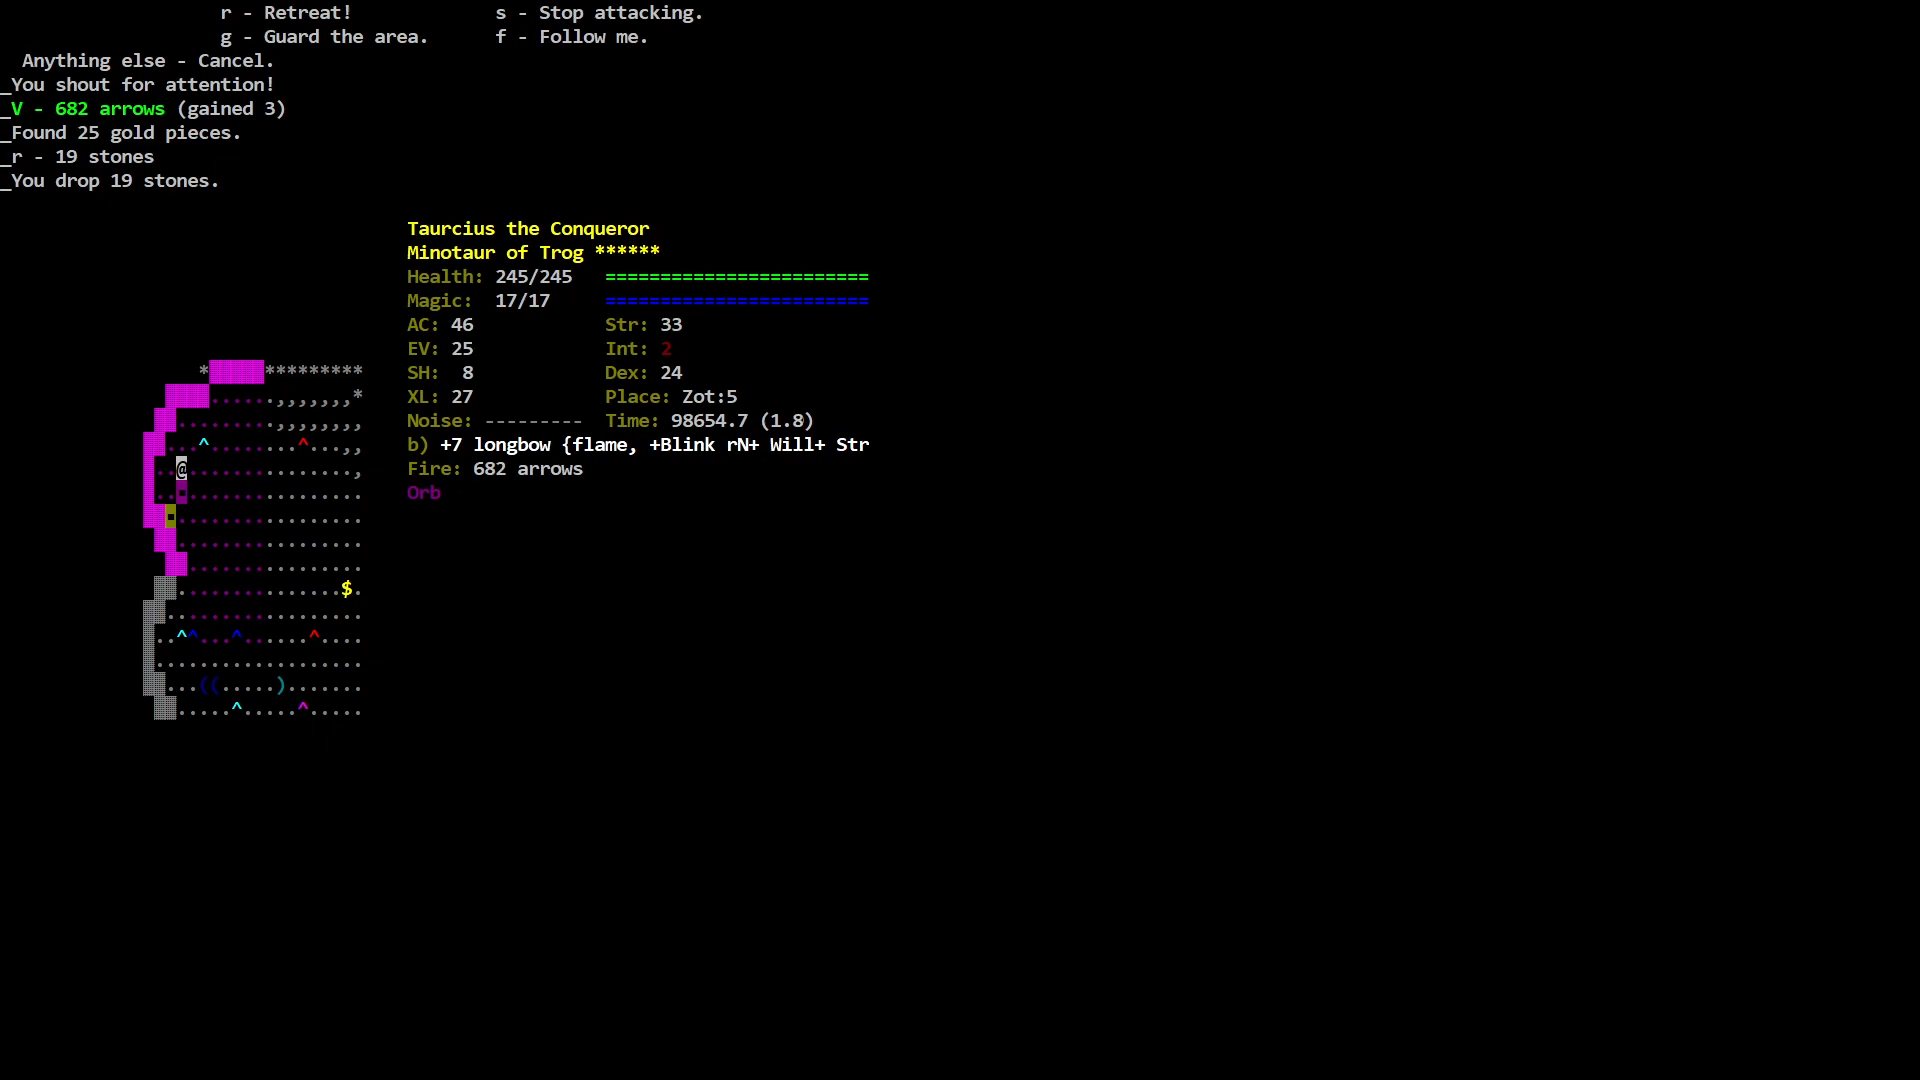 r - Retreat! s - Stop attacking.
g - Guard the area. f - Follow me.
Anything else - Cancel.
_You shout for attention!
_V - 682 arrows (gained 3)
_Found 25 gold pieces.
_r - 19 stones
_You drop 19 stones.
Taurcius the Conqueror
Minotaur of Trog ******
Health: 245/245 ========================
Magic: 17/17 ========================
AC: 46 Str: 33
EV: 25 Int: 2
SH: 8 Dex: 24
XL: 27 Place: Zot:5
Noise: --------- Time: 98654.7 (1.8)
b) +7 longbow {flame, +Blink rN+ Will+ Str
Fire: 682 arrows
Orb